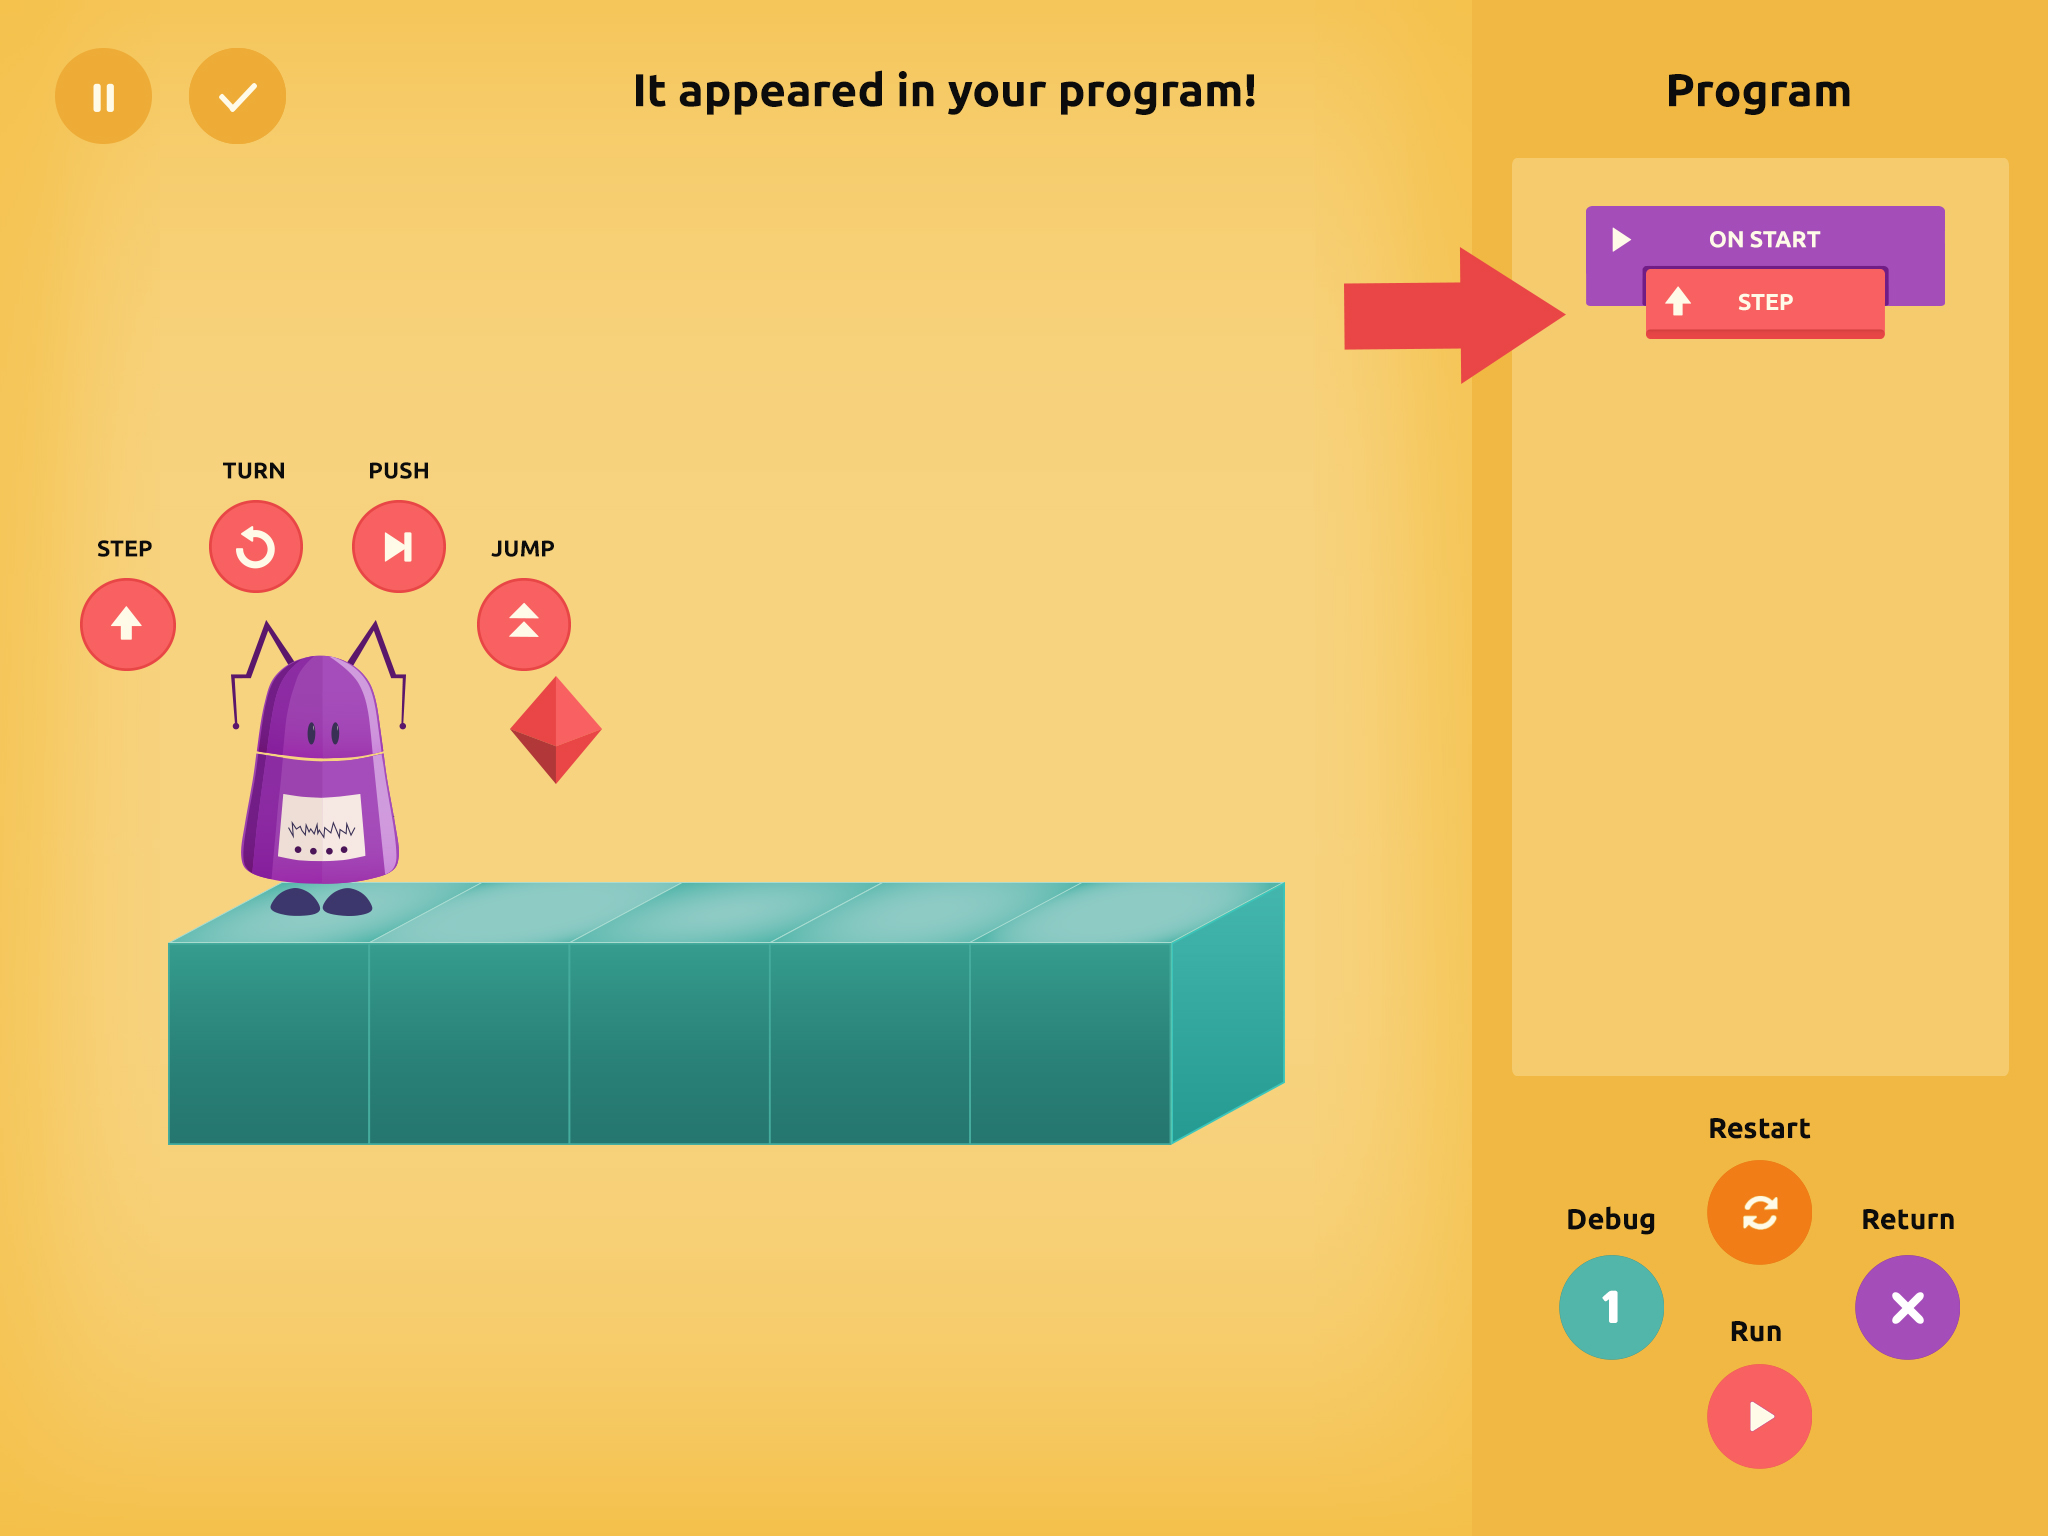 It appeared in your program!
Program
ON START
STEP
TURN
PUSH
STEP
JUMP
Restart
Debug
1
Return
Run